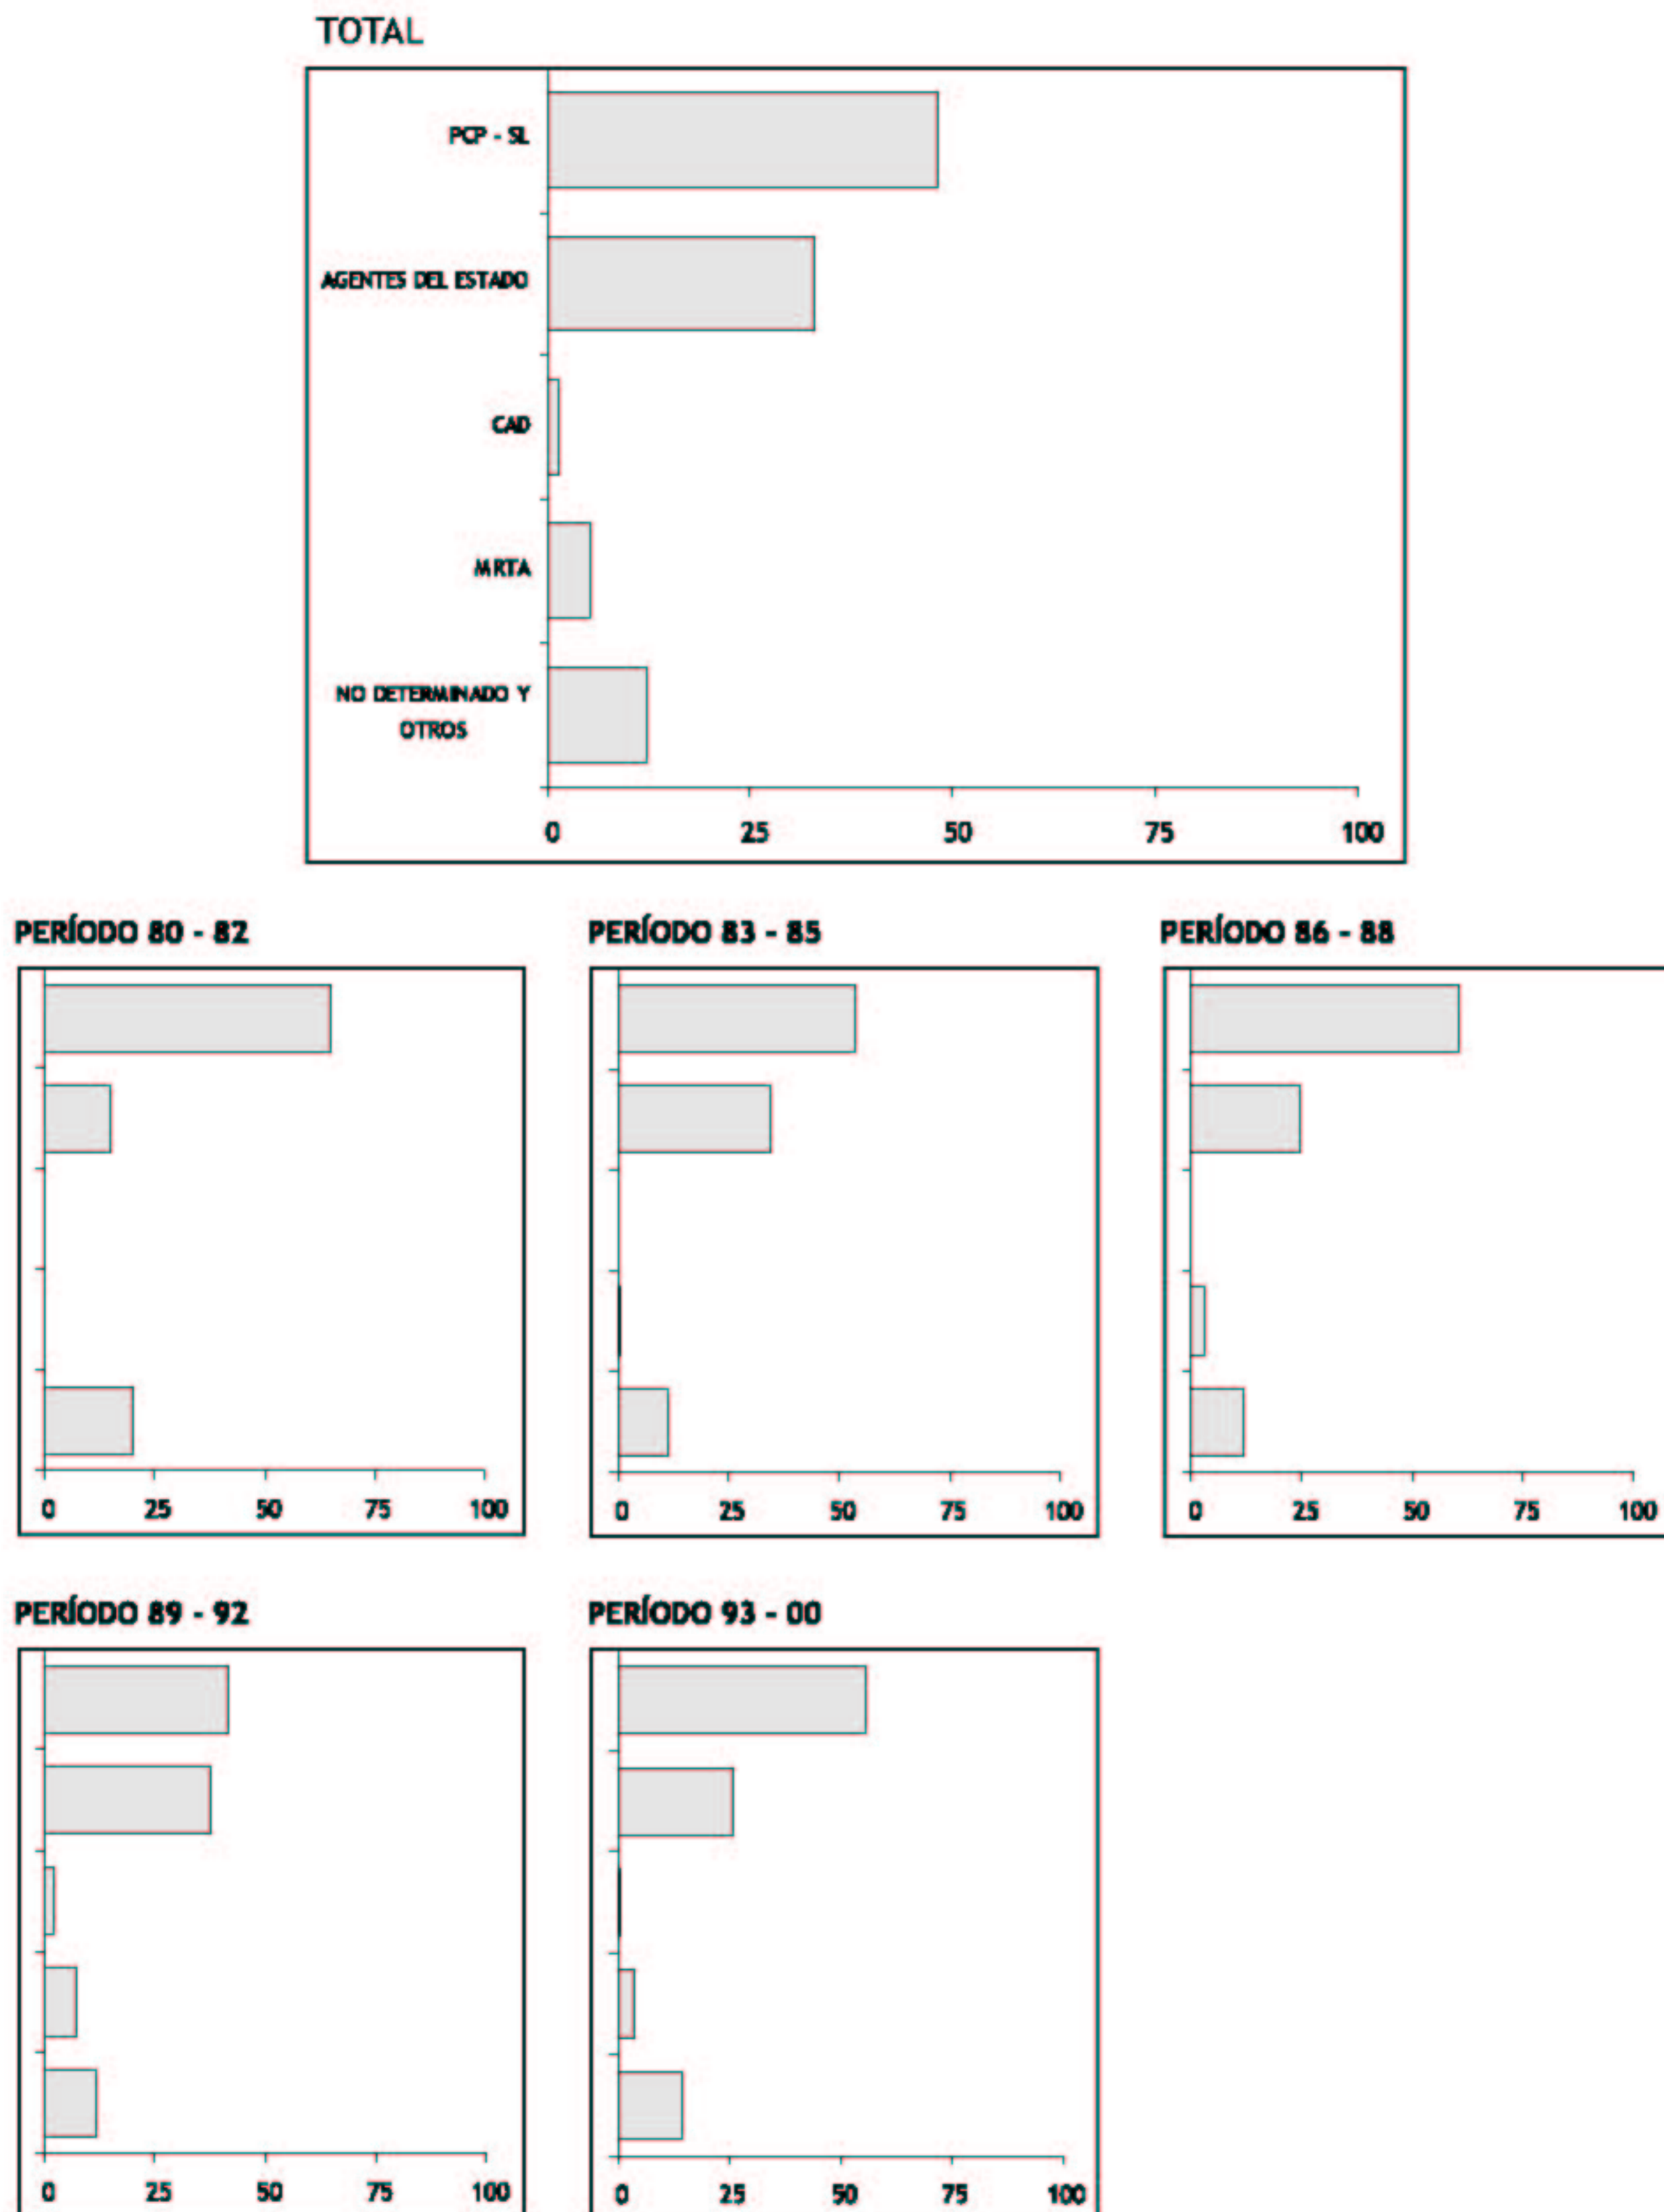 TOTAL
PCP - SL
AGENTES DEL ESTADO
CAD
MRTA
NO DETERMINADO Y
OTROS
0 25 50 75 100
PERÍODO 80 - 82
PERÍODO 83 - 85
PERÍODO 86 - 88
0 25 50 75 100
0 25 50 75 100
0 25 50 75 100
PERÍODO 89 - 92
PERÍODO 93 - 00
0 25 50 75 100
0 25 50 75 100